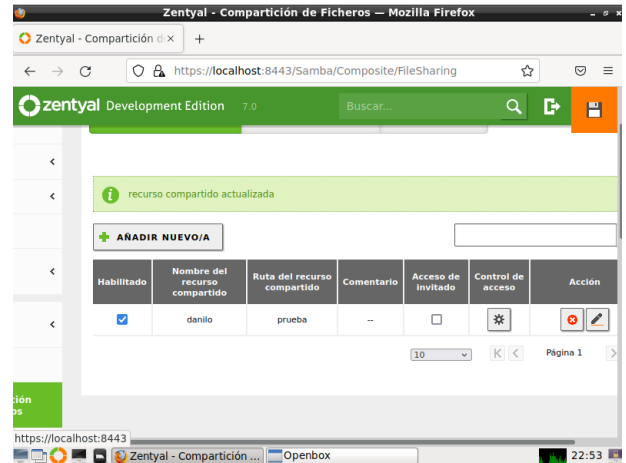 Zentyal - Compartición de Ficheros — Mozilla Firefox
Zentyal - Compartición d
https://localhost:8443/Samba/Composite/FileSharing
zentyal Development Edition 7.0 Buscar...
i recurso compartido actualizada
AÑADIR NUEVO/A
Habilitado Nombre del recurso compartido Ruta del recurso compartido Comentario Acceso de invitado Control de acceso Acción
danilo prueba --
10 Página 1
ión
os
https://localhost:8443
Zentyal - Compartición ... Openbox 22:53